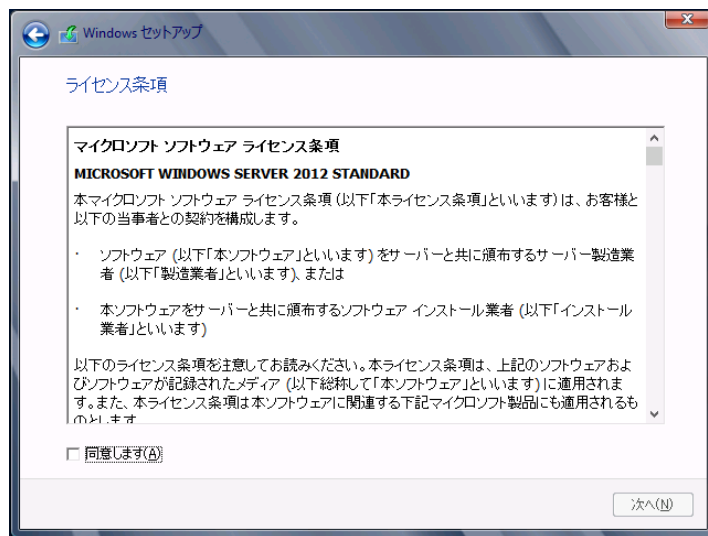 Windows セットアップ
ライセンス条項
マイクロソフト ソフトウェア ライセンス条項
MICROSOFT WINDOWS SERVER 2012 STANDARD
本マイクロソフト ソフトウェア ライセンス条項 (以下「本ライセンス条項」といいます) は、お客様と
以下の当事者との契約を構成します。
· ソフトウェア (以下「本ソフトウェア」といいます) をサーバーと共に頒布するサーバー製造業
者 (以下「製造業者」といいます)、または
· 本ソフトウェアをサーバーと共に頒布するソフトウェア インストール業者 (以下「インストール
業者」といいます)
以下のライセンス条項を注意してお読みください。本ライセンス条項は、上記のソフトウェアおよ
びソフトウェアが記録されたメディア (以下総称して「本ソフトウェア」といいます) に適用されま
す。また、本ライセンス条項は本ソフトウェアに関連する下記マイクロソフト製品にも適用されるも
のとします
同意します(A)
次へ(N)